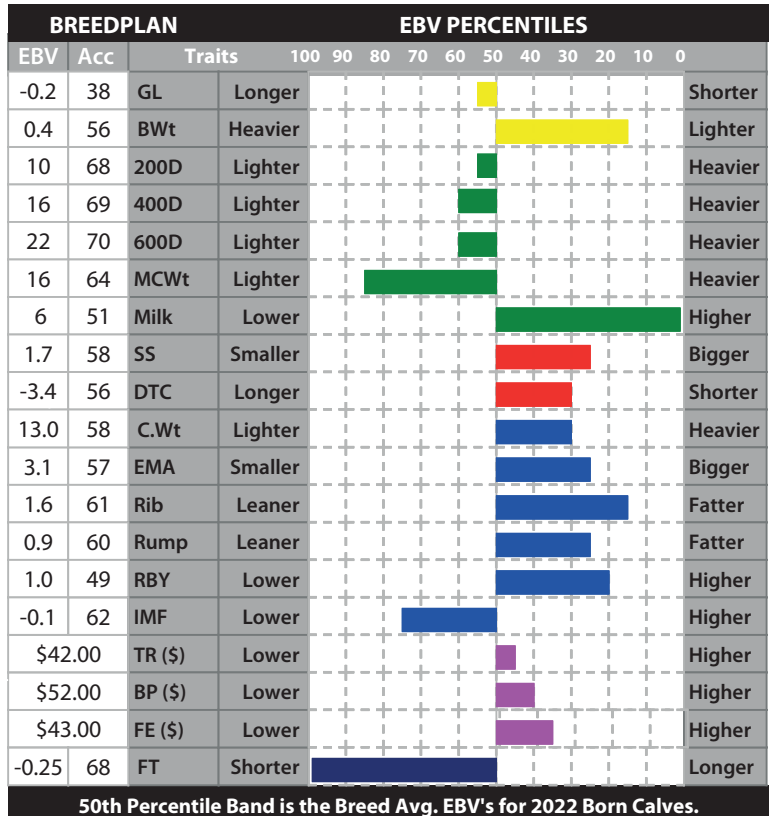 BREEDPLAN EBV PERCENTILES
EBV Acc Traits 100 90 80 70 60 50 40 30 20 10 0
-0.2 38 GL Longer Shorter
0.4 56 BWt Heavier Lighter
10 68 200D Lighter Heavier
16 69 400D Lighter Heavier
22 70 600D Lighter Heavier
16 64 MCWt Lighter Heavier
6 51 Milk Lower Higher
1.7 58 SS Smaller Bigger
-3.4 56 DTC Longer Shorter
13.0 58 C.Wt Lighter Heavier
3.1 57 EMA Smaller Bigger
1.6 61 Rib Leaner Fatter
0.9 60 Rump Leaner Fatter
1.0 49 RBY Lower Higher
-0.1 62 IMF Lower Higher
$42.00 TR ($) Lower Higher
$52.00 BP ($) Lower Higher
$43.00 FE ($) Lower Higher
-0.25 68 FT Shorter Longer
50th Percentile Band is the Breed Avg. EBV's for 2022 Born Calves.